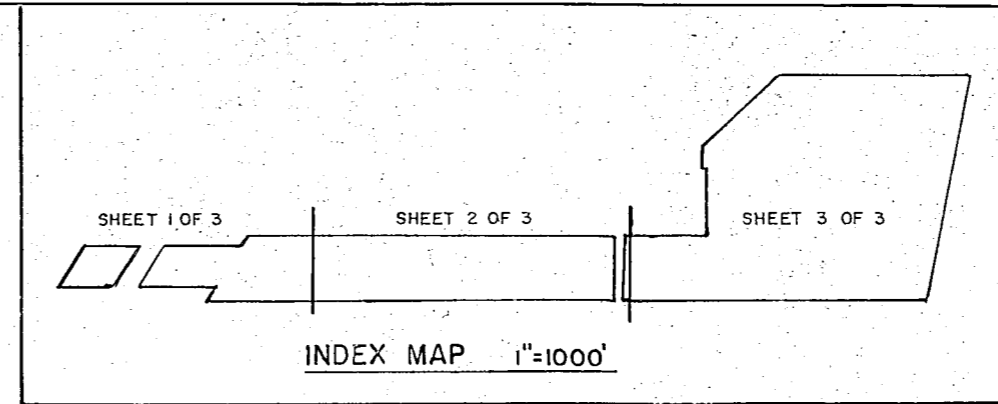 SHEET 1 OF 3
SHEET 2 OF 3
SHEET 3 OF 3
INDEX MAP 1"=1000'